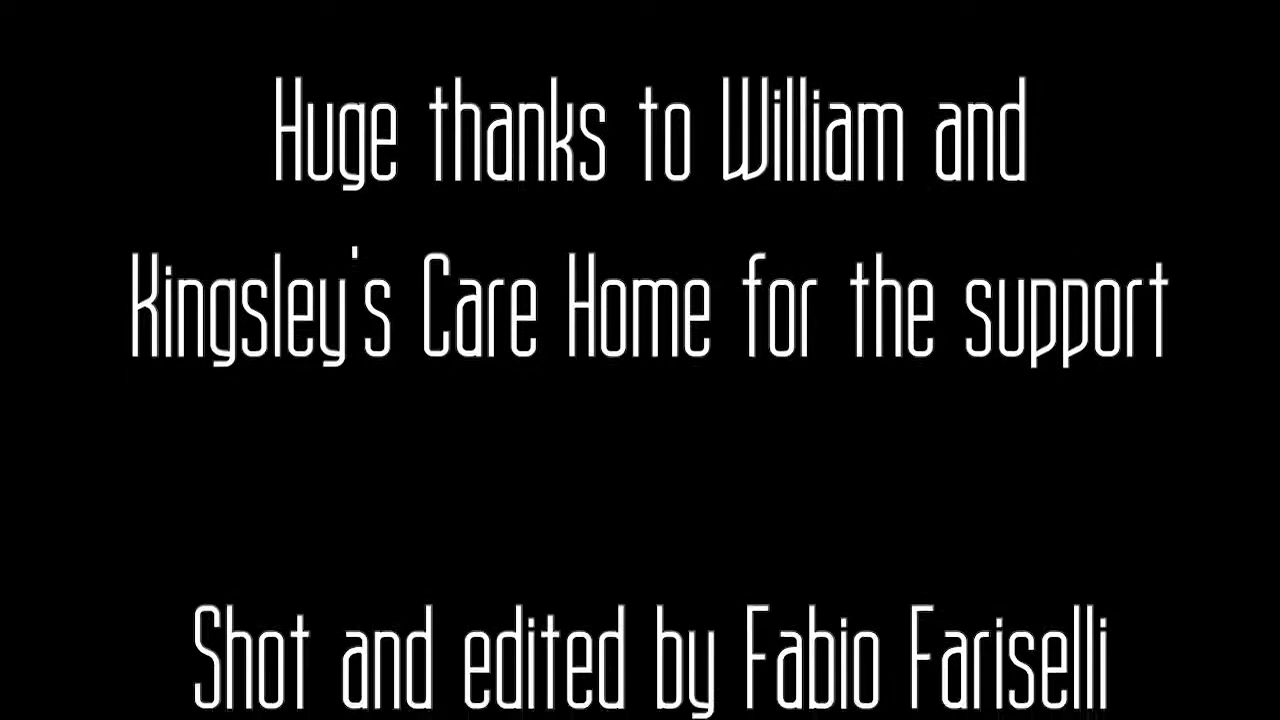 Huge thanks to William and
Kingsley's Care Home for the support
Shot and edited by Fabio Fariselli